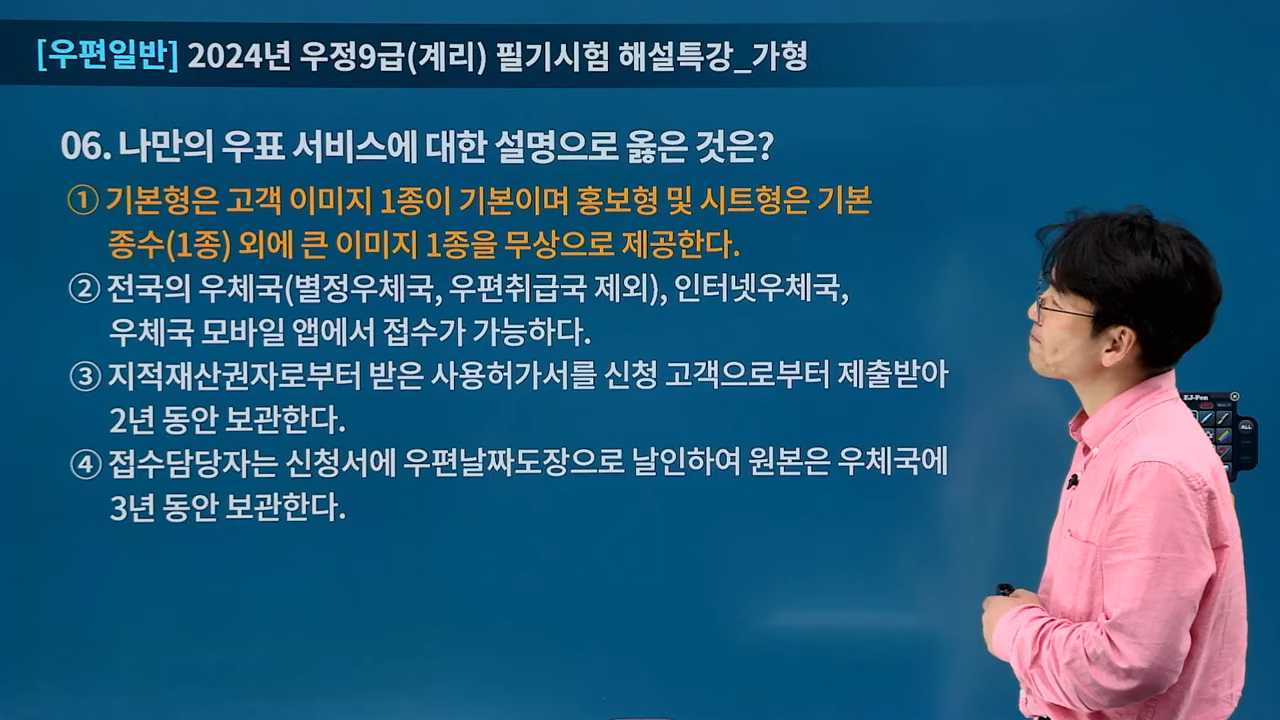 [우편일반] 2024년 우정9급(계리) 필기시험 해설특강_가형
06. 나만의 우표 서비스에 대한 설명으로 옳은 것은?
① 기본형은 고객 이미지 1종이 기본이며 홍보형 및 시트형은 기본
종수(1종) 외에 큰 이미지 1종을 무상으로 제공한다.
② 전국의 우체국(별정우체국, 우편취급국 제외), 인터넷우체국,
우체국 모바일 앱에서 접수가 가능하다.
③ 지적재산권자로부터 받은 사용허가서를 신청 고객으로부터 제출받아
2년 동안 보관한다.
④ 접수담당자는 신청서에 우편날짜도장으로 날인하여 원본은 우체국에
3년 동안 보관한다.
EJ-Pen
ALL